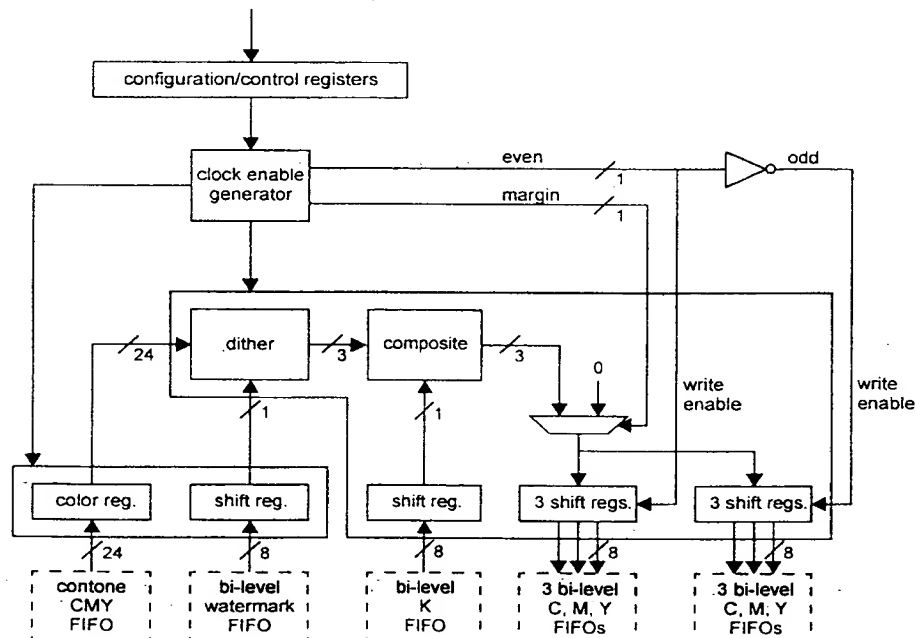 configuration/control registers
clock enable
generator
even
1
margin
1
odd
24
dither
3
composite
3
0
1
1
write
enable
write
enable
color reg.
shift reg.
shift reg.
3 shift regs.
3 shift regs.
24
8
8
8
8
contone
CMY
FIFO
bi-level
watermark
FIFO
bi-level
K
FIFO
3 bi-level
C, M, Y
FIFOs
3 bi-level
C, M, Y
FIFOs